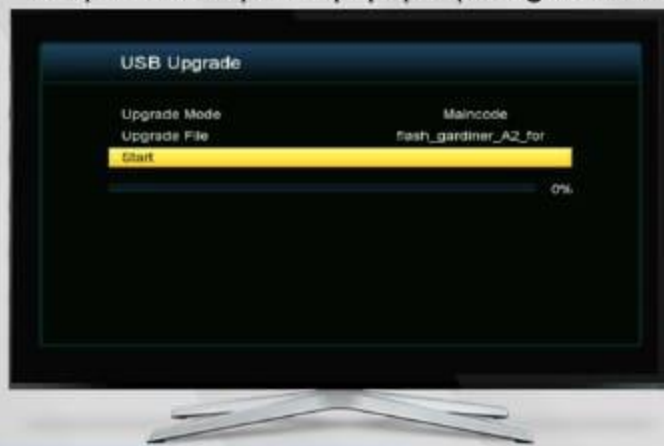 USB Upgrade
Upgrade Mode Maincode
Upgrade File flash_gardiner_A2_for
Start
0%